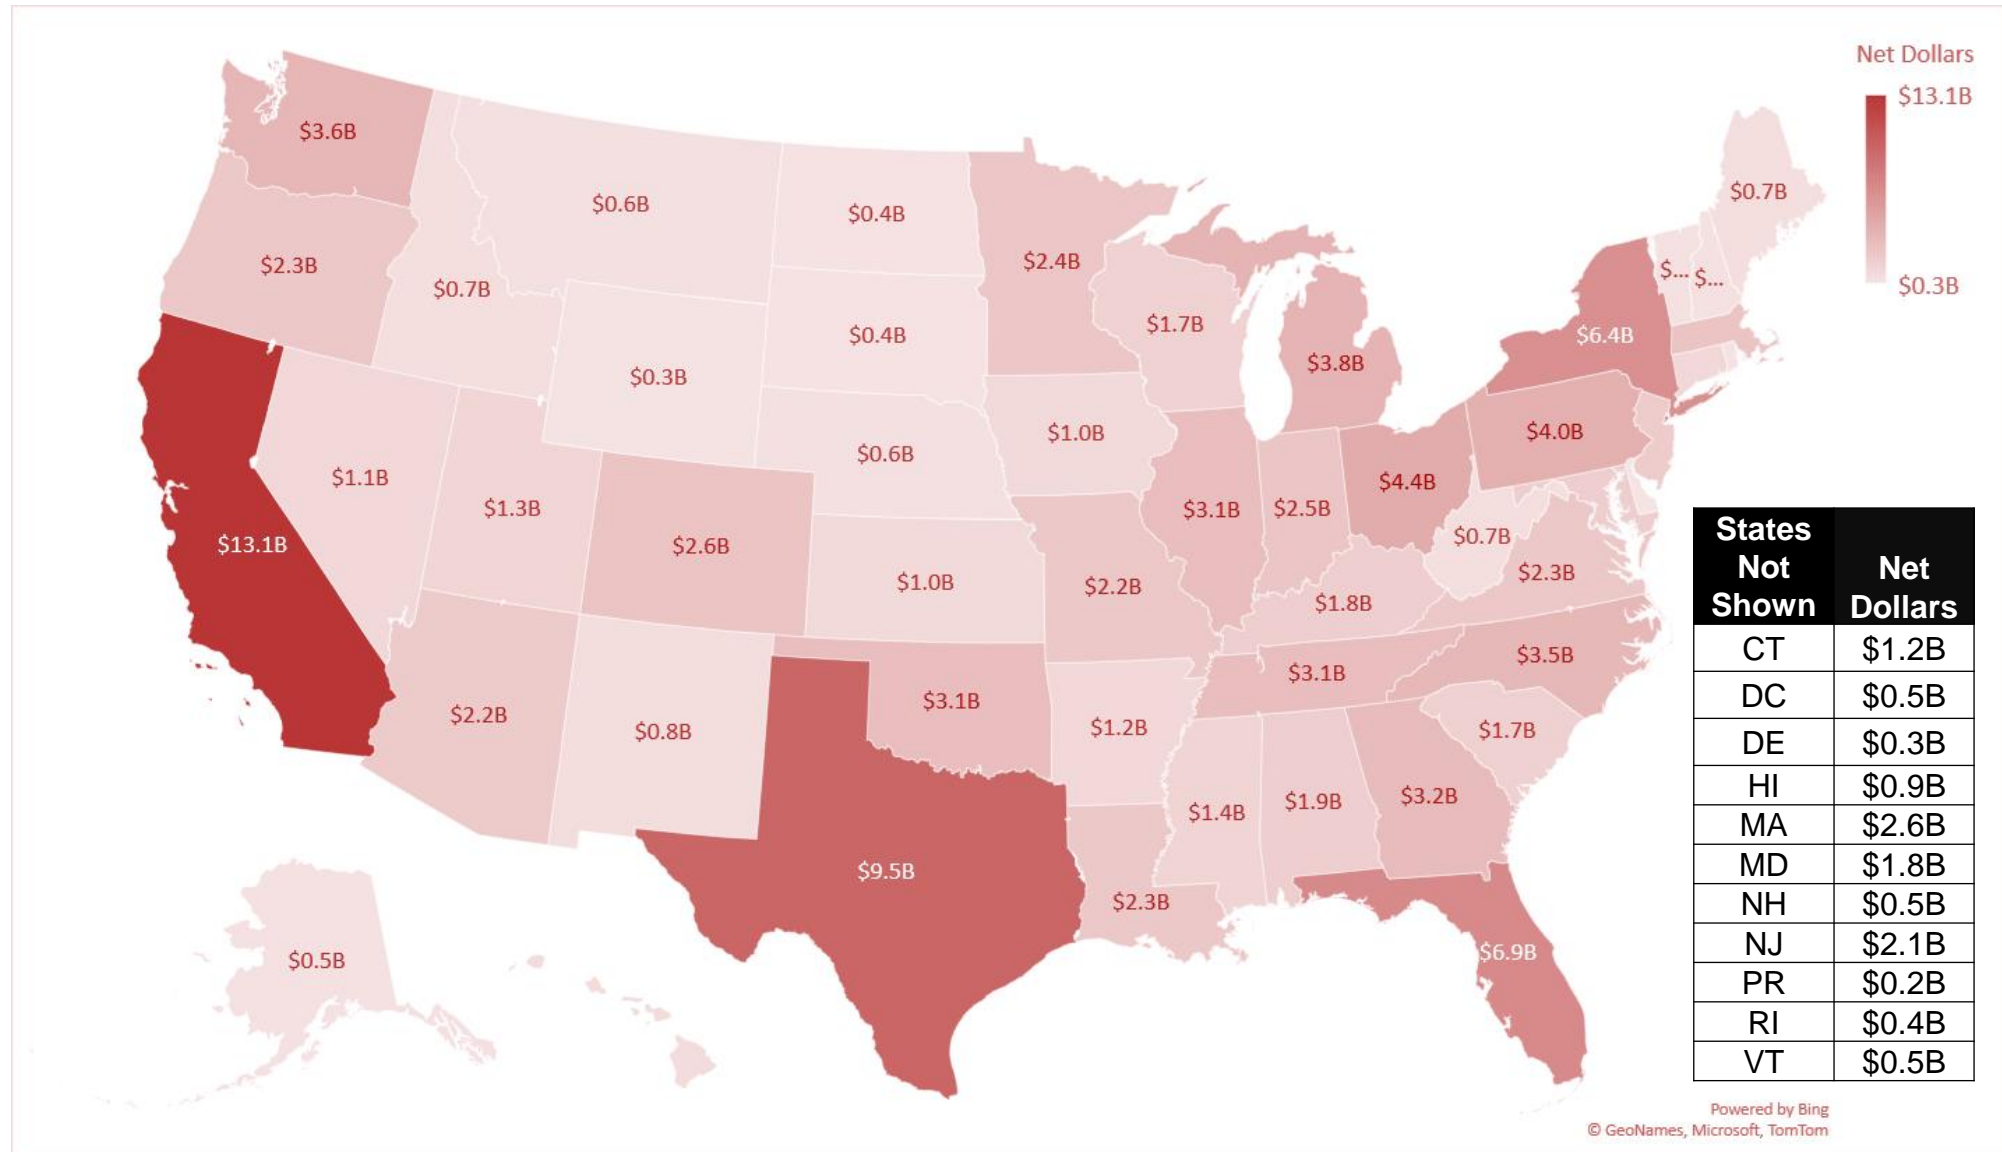 Net Dollars
$13.1B
$0.3B
$3.6B
$2.3B
$0.7B
$0.6B
$0.4B
$2.4B
$0.7B
$...
$...
$1.7B
$3.8B
$6.4B
$0.3B
$0.4B
$1.0B
$4.0B
$1.1B
$1.3B
$0.6B
$3.1B
$2.5B
$4.4B
$0.7B
$13.1B
$2.6B
$1.0B
$2.2B
$1.8B
$2.3B
$2.2B
$0.8B
$3.1B
$1.2B
$3.1B
$3.5B
$1.7B
$9.5B
$2.3B
$1.4B
$1.9B
$3.2B
$6.9B
$0.5B
States Not Shown Net Dollars
CT $1.2B
DC $0.5B
DE $0.3B
HI $0.9B
MA $2.6B
MD $1.8B
NH $0.5B
NJ $2.1B
PR $0.2B
RI $0.4B
VT $0.5B
Powered by Bing
© GeoNames, Microsoft, TomTom